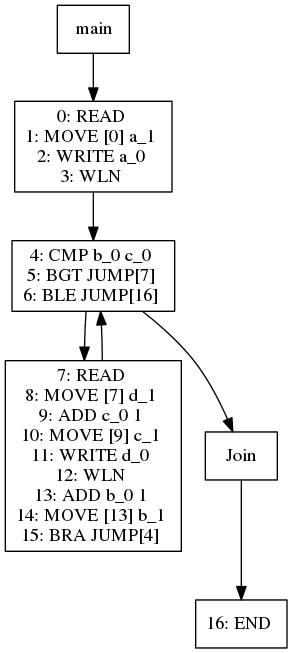 main
0: READ
1: MOVE [0] a_1
2: WRITE a_0
3: WLN
4: CMP b_0 c_0
5: BGT JUMP[7]
6: BLE JUMP[16]
7: READ
8: MOVE [7] d_1
9: ADD c_0 1
10: MOVE [9] c_1
11: WRITE d_0
12: WLN
13: ADD b_0 1
14: MOVE [13] b_1
15: BRA JUMP[4]
Join
16: END